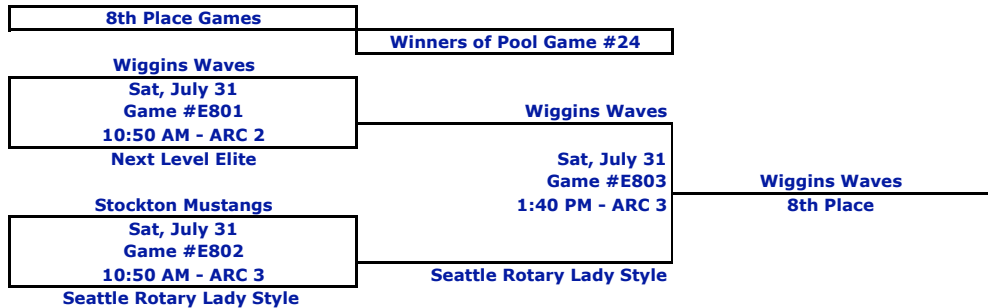 8th Place Games
Winners of Pool Game #24
Wiggins Waves
Sat, July 31
Game #E801
10:50 AM - ARC 2
Next Level Elite
Wiggins Waves
Sat, July 31
Game #E803
1:40 PM - ARC 3
Wiggins Waves
8th Place
Stockton Mustangs
Sat, July 31
Game #E802
10:50 AM - ARC 3
Seattle Rotary Lady Style
Seattle Rotary Lady Style